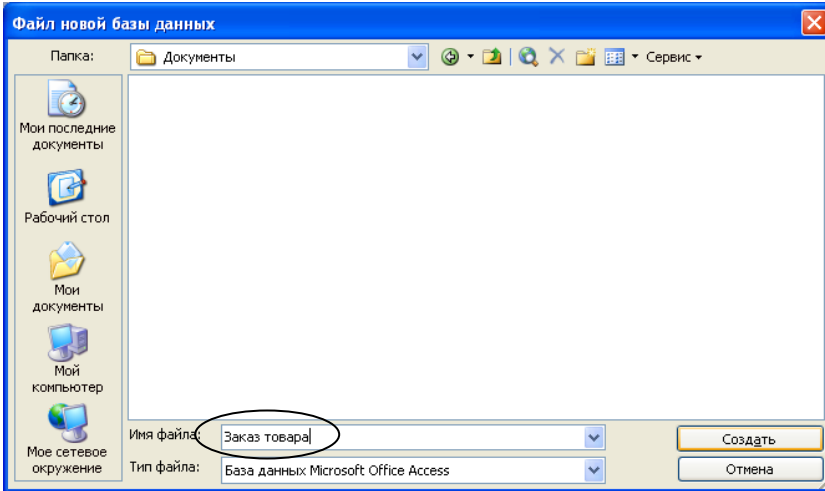 Файл новой базы данных
Папка:
Документы
Сервис
Мои последние
документы
Рабочий стол
Мои
документы
Мой
компьютер
Мое сетевое
окружение
Имя файла:
Заказ товара
Создать
Тип файла:
База данных Microsoft Office Access
Отмена